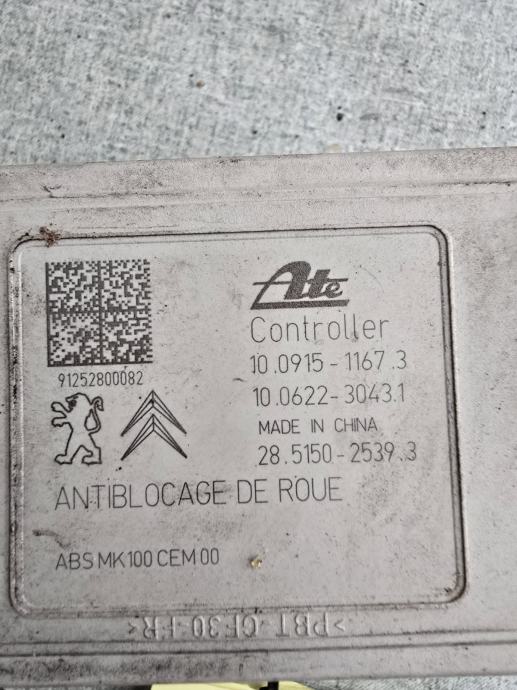 Ate
Controller
10.0915-1167.3
91252800082
10.0622-3043.1
MADE IN CHINA
28.5150-2539.3
ANTIBLOCAGE DE ROUE
ABS MK100 CEM 00
>PBT-GF30-FR<